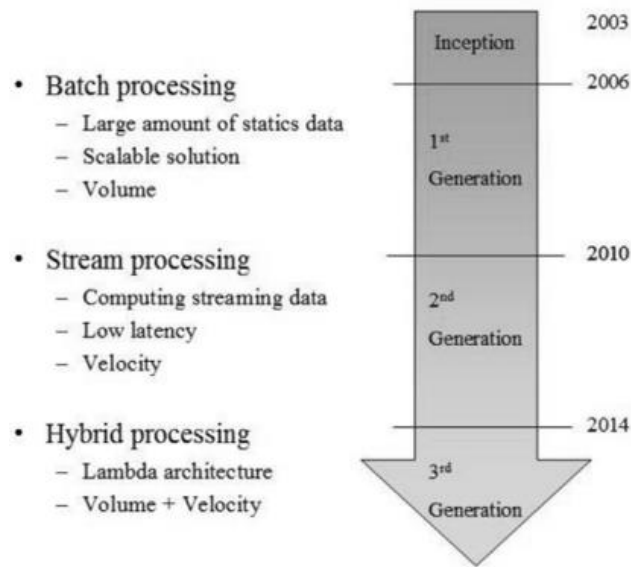 2003
Inception
2006
• Batch processing
– Large amount of statics data
– Scalable solution
– Volume
1st
Generation
2010
• Stream processing
– Computing streaming data
– Low latency
– Velocity
2nd
Generation
2014
• Hybrid processing
– Lambda architecture
– Volume + Velocity
3rd
Generation